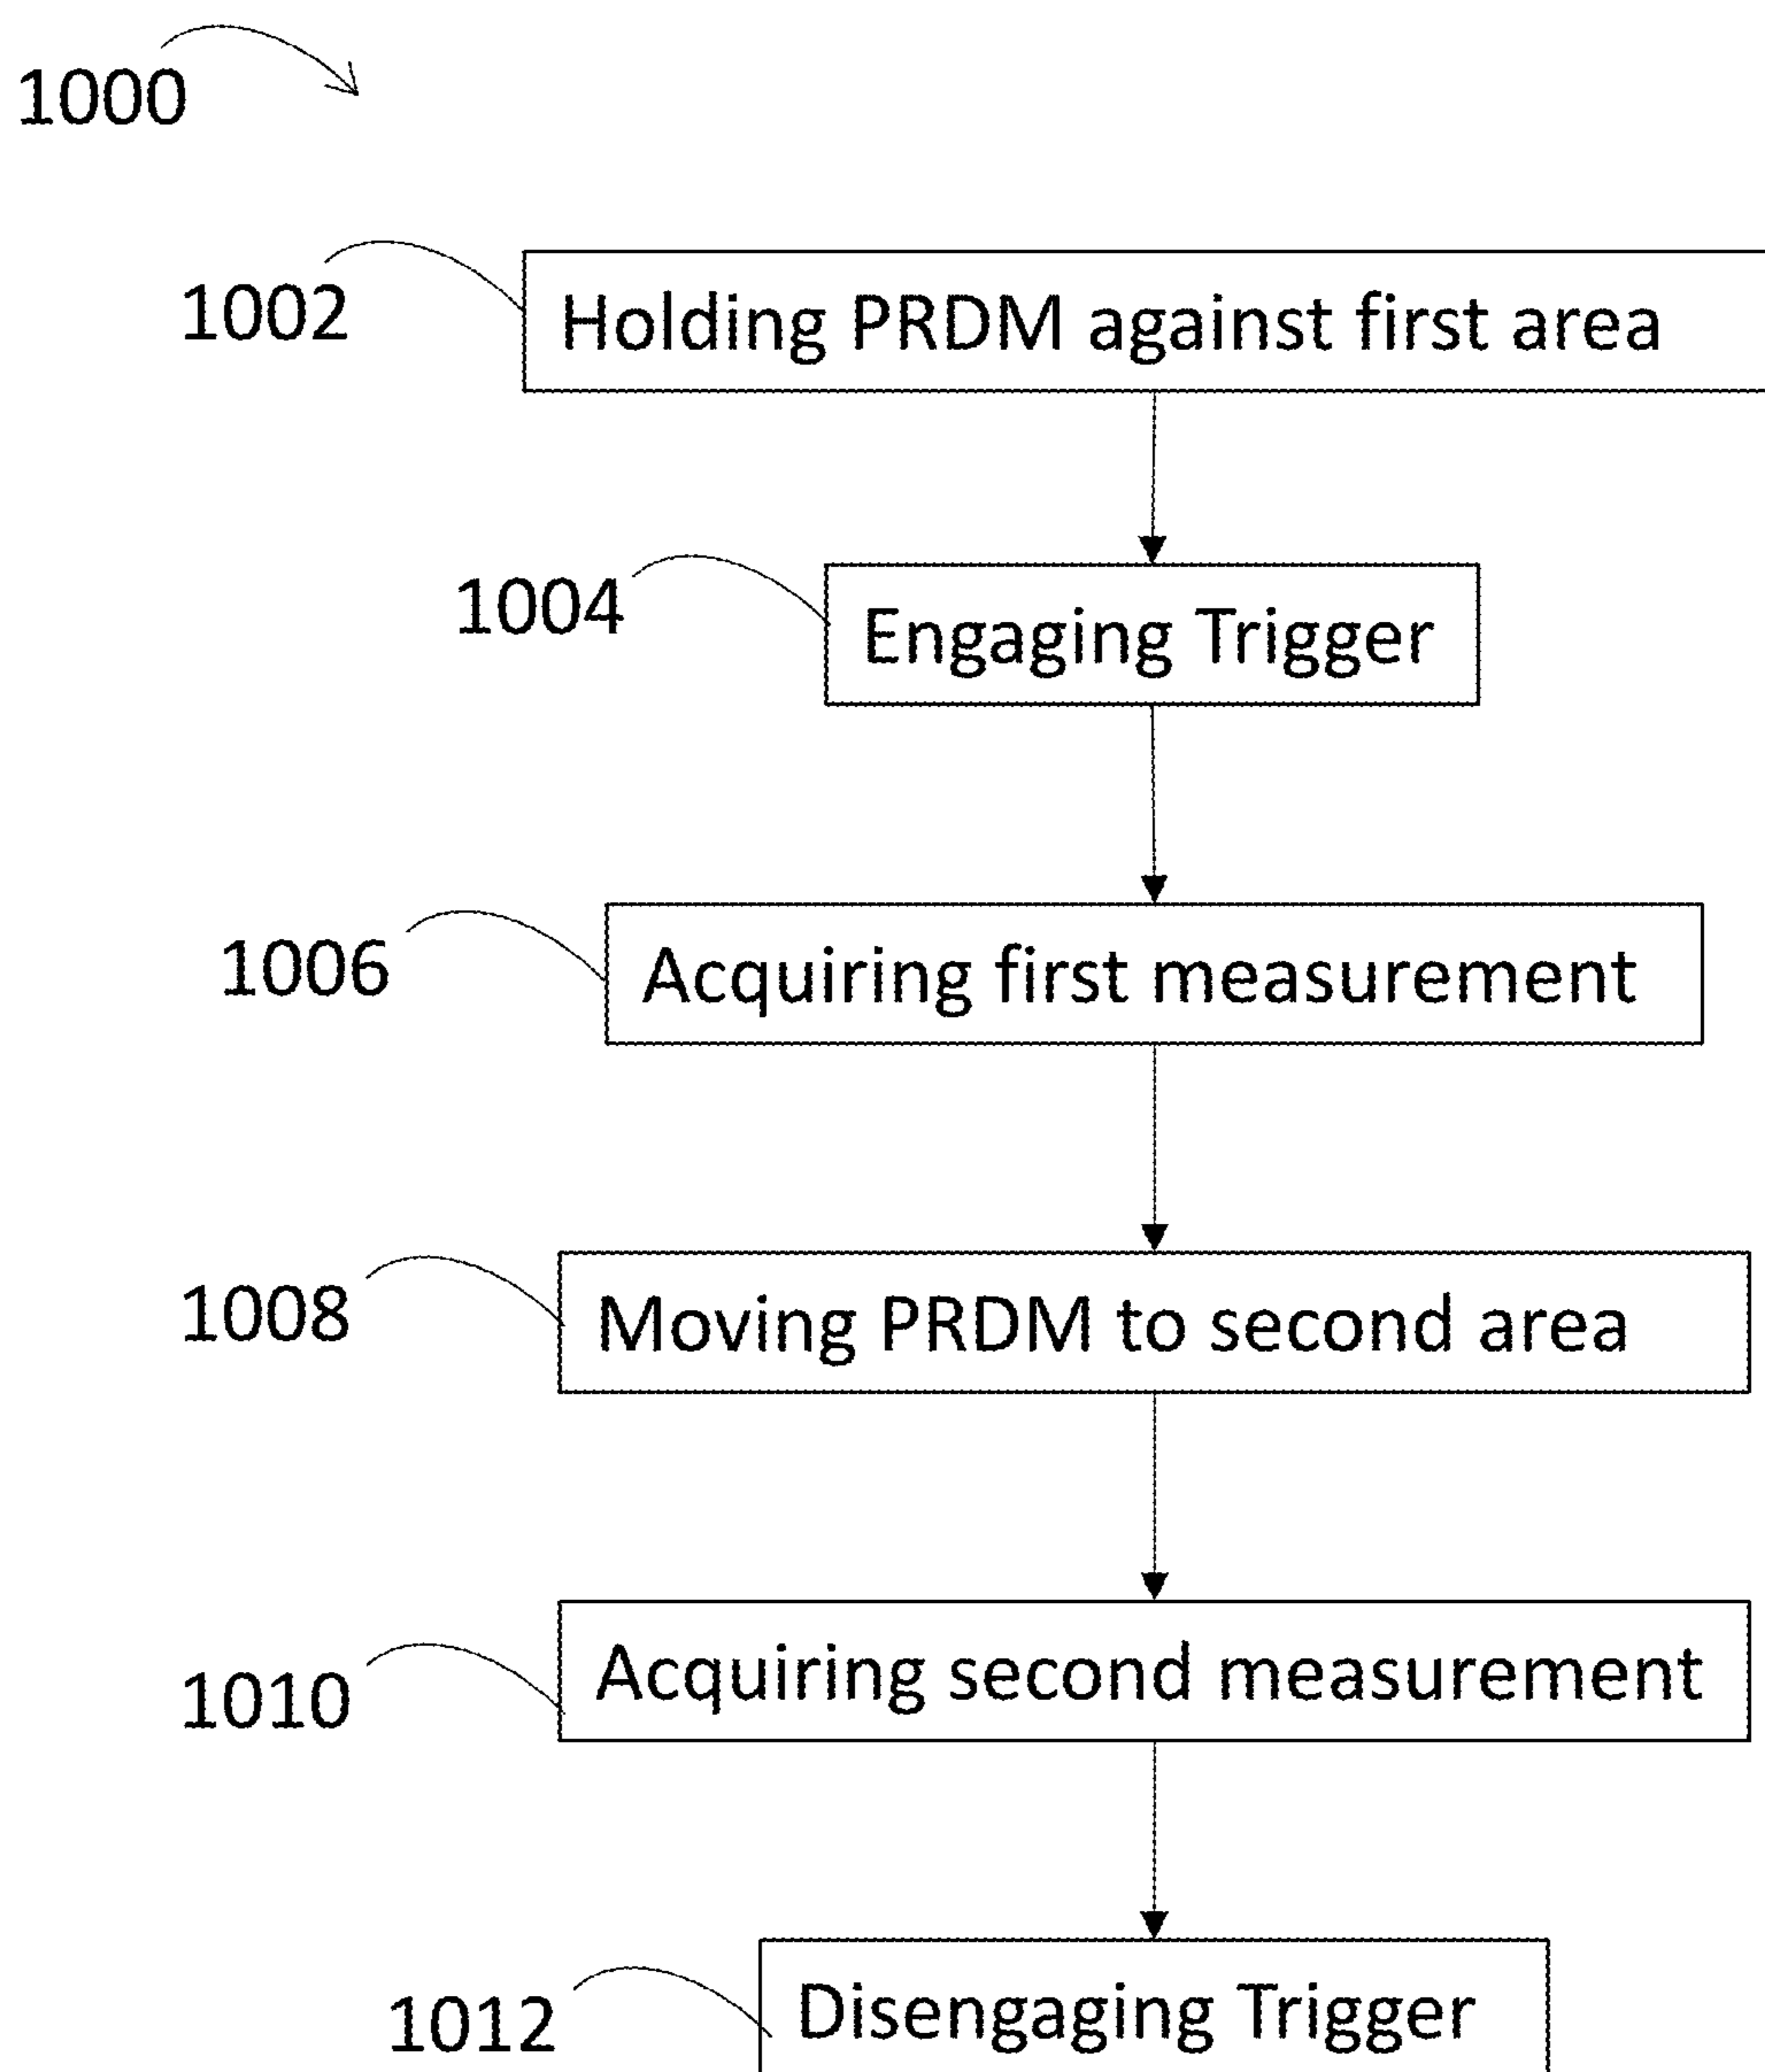 1000
1002 Holding PRDM against first area
1004 Engaging Trigger
1006 Acquiring first measurement
1008 Moving PRDM to second area
1010 Acquiring second measurement
1012 Disengaging Trigger